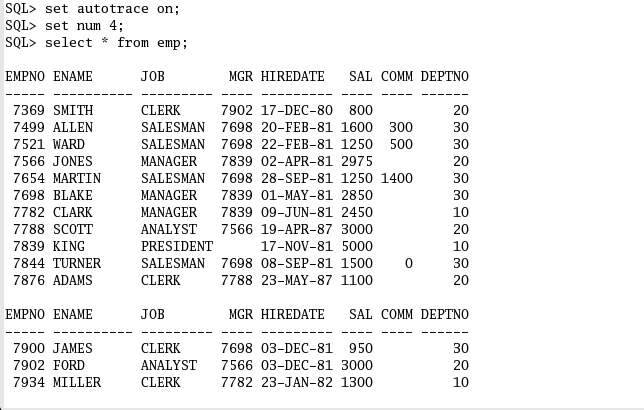 SQL> set autotrace on;
SQL> set num 4;
SQL> select * from emp;

EMPNO ENAME      JOB        MGR HIREDATE   SAL COMM DEPTNO
----- ---------- --------- ---- --------- ---- ---- ------
 7369 SMITH      CLERK     7902 17-DEC-80  800          20
 7499 ALLEN      SALESMAN  7698 20-FEB-81 1600  300     30
 7521 WARD       SALESMAN  7698 22-FEB-81 1250  500     30
 7566 JONES      MANAGER   7839 02-APR-81 2975          20
 7654 MARTIN     SALESMAN  7698 28-SEP-81 1250 1400     30
 7698 BLAKE      MANAGER   7839 01-MAY-81 2850          30
 7782 CLARK      MANAGER   7839 09-JUN-81 2450          10
 7788 SCOTT      ANALYST   7566 19-APR-87 3000          20
 7839 KING       PRESIDENT      17-NOV-81 5000          10
 7844 TURNER     SALESMAN  7698 08-SEP-81 1500    0     30
 7876 ADAMS      CLERK     7788 23-MAY-87 1100          20

EMPNO ENAME      JOB        MGR HIREDATE   SAL COMM DEPTNO
----- ---------- --------- ---- --------- ---- ---- ------
 7900 JAMES      CLERK     7698 03-DEC-81  950          30
 7902 FORD       ANALYST   7566 03-DEC-81 3000          20
 7934 MILLER     CLERK     7782 23-JAN-82 1300          10